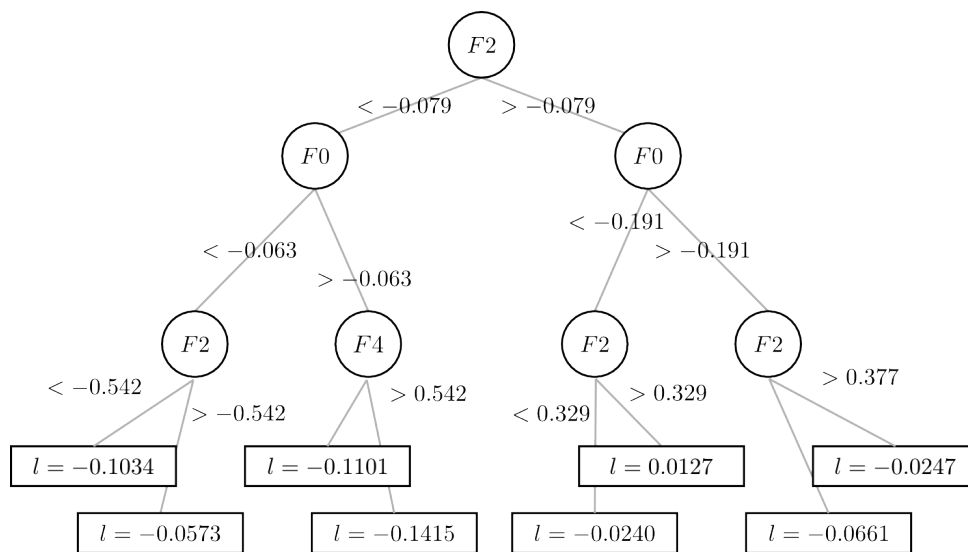 F2
< −0.079
> −0.079
F0
F0
< −0.191
< −0.063
> −0.191
> −0.063
F2
F4
F2
F2
< −0.542
> 0.542
> 0.329
> 0.377
> −0.542
< 0.329
l = −0.1034
l = −0.1101
l = 0.0127
l = −0.0247
l = −0.0573
l = −0.1415
l = −0.0240
l = −0.0661